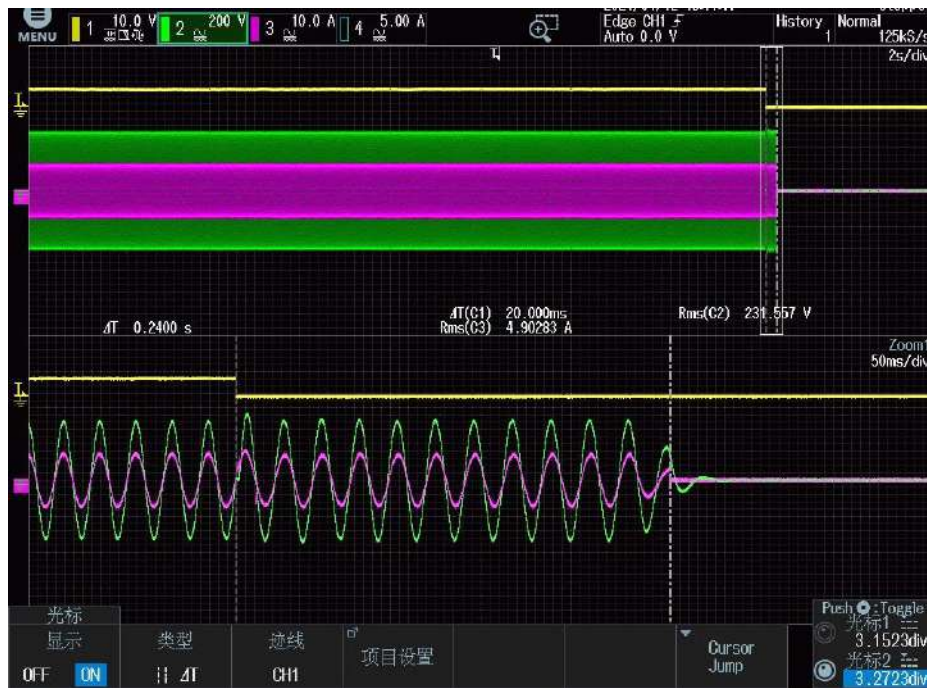 MENU
1 10.0 V
2 200 V
3 10.0 A
4 5.00 A
Edge CH1
Auto 0.0 V
History
1
Normal
125kS/s
2s/div
ΔT 0.2400 s
ΔT(C1) 20.000ms
Rms(C3) 4.90283 A
Rms(C2) 231.557 V
Zoom1
50ms/div
光标
显示
OFF ON
类型
ΔT
迹线
CH1
项目设置
Cursor
Jump
Push :Toggle
光标1
3.1523div
光标2
3.2723div